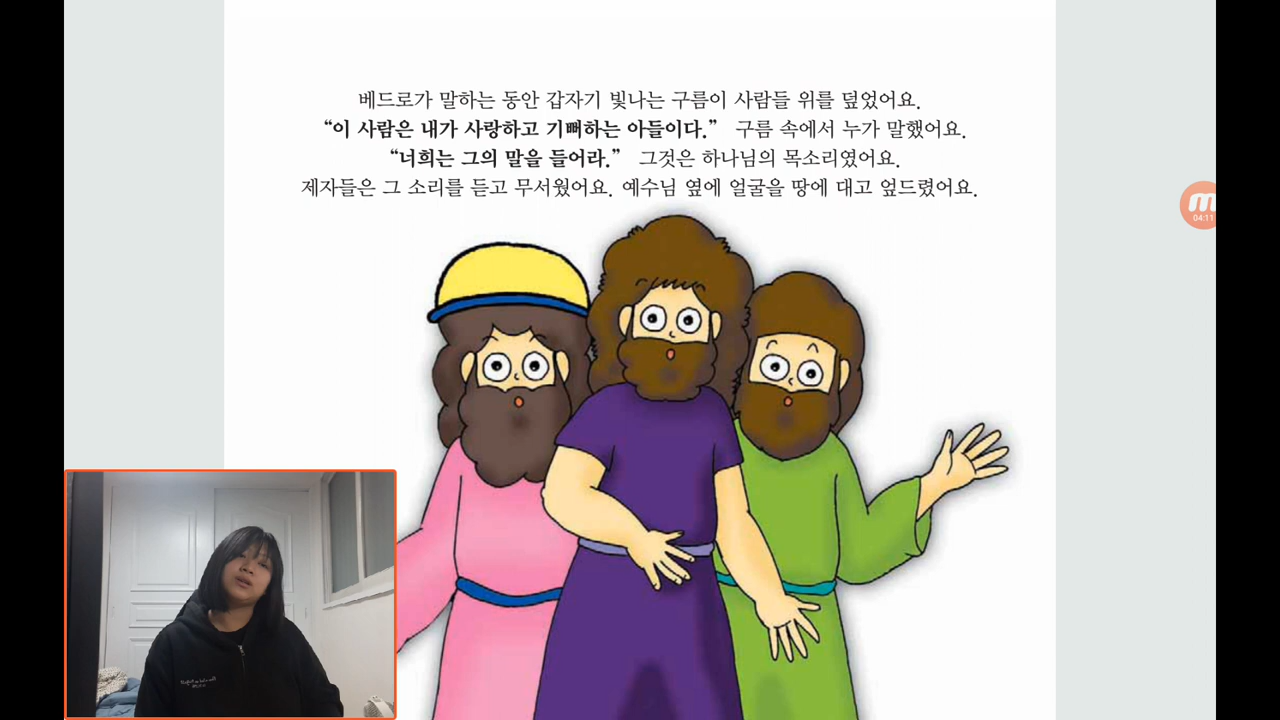 베드로가 말하는 동안 갑자기 빛나는 구름이 사람들 위를 덮었어요.
“이 사람은 내가 사랑하고 기뻐하는 아들이다.” 구름 속에서 누가 말했어요.
“너희는 그의 말을 들어라.” 그것은 하나님의 목소리였어요.
제자들은 그 소리를 듣고 무서웠어요. 예수님 옆에 얼굴을 땅에 대고 엎드렸어요.
04:11